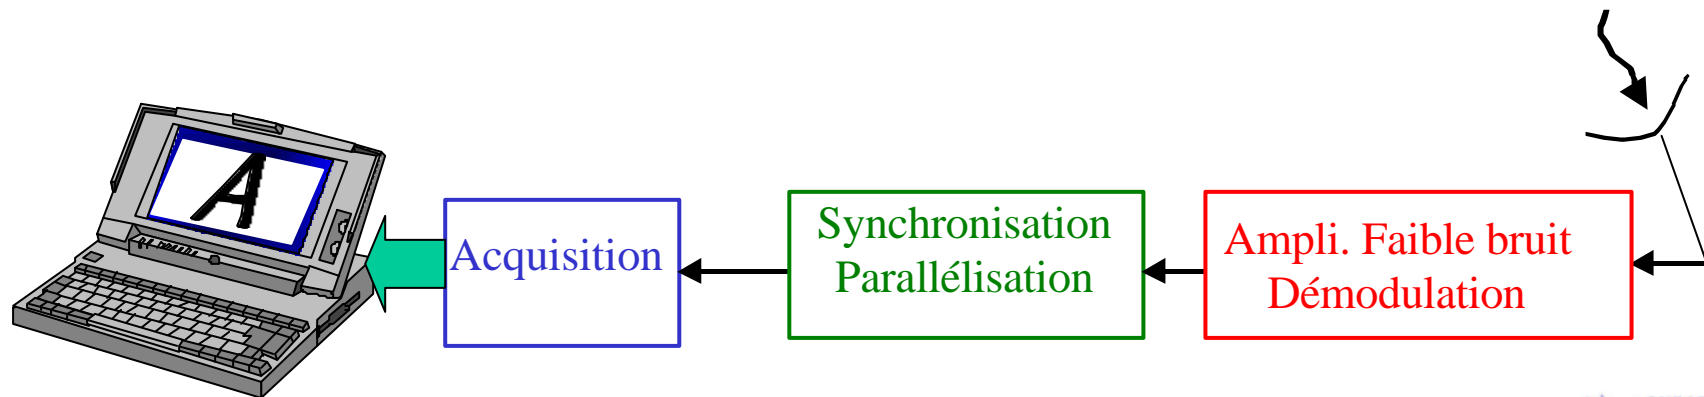 A
Acquisition
Synchronisation
Parallélisation
Ampli. Faible bruit
Démodulation